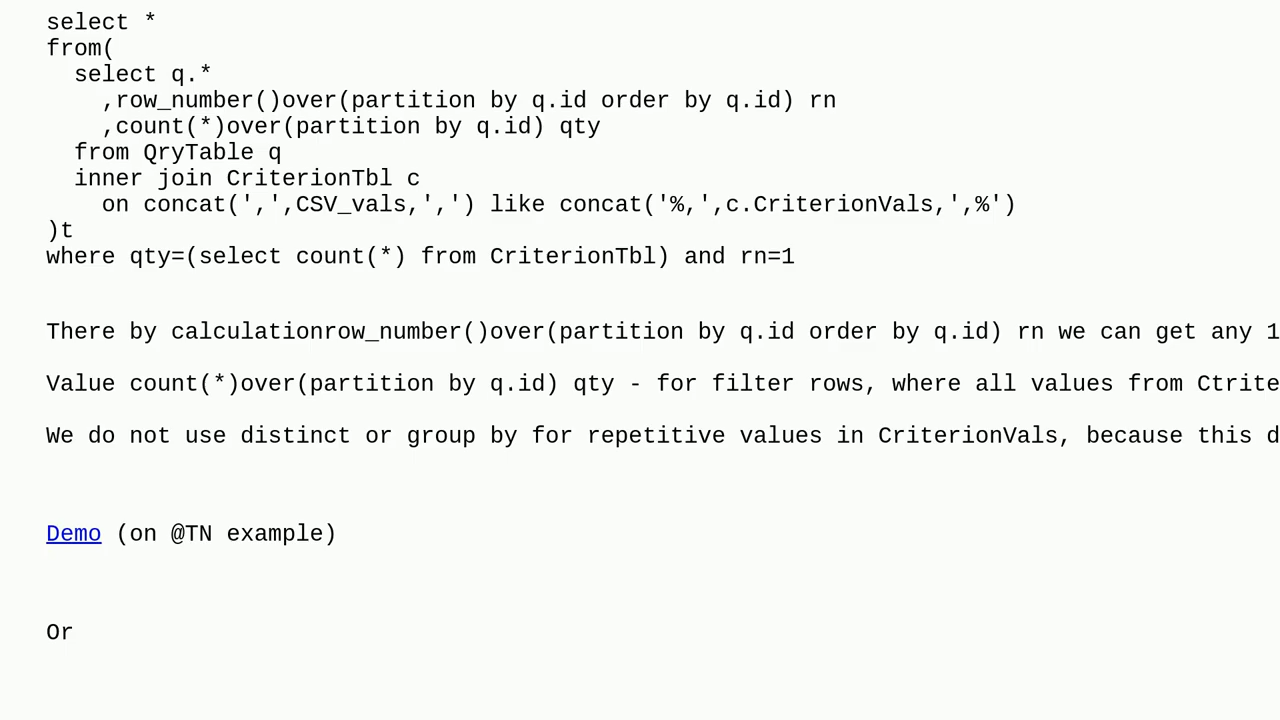 select *
from(
  select q.*
    ,row_number()over(partition by q.id order by q.id) rn
    ,count(*)over(partition by q.id) qty
  from QryTable q
  inner join CriterionTbl c
    on concat(',',CSV_vals,',') like concat('%,',c.CriterionVals,',%')
)t
where qty=(select count(*) from CriterionTbl) and rn=1
There by calculationrow_number()over(partition by q.id order by q.id) rn we can get any 1
Value count(*)over(partition by q.id) qty - for filter rows, where all values from Ctrite
We do not use distinct or group by for repetitive values in CriterionVals, because this d
Demo (on @TN example)
Or